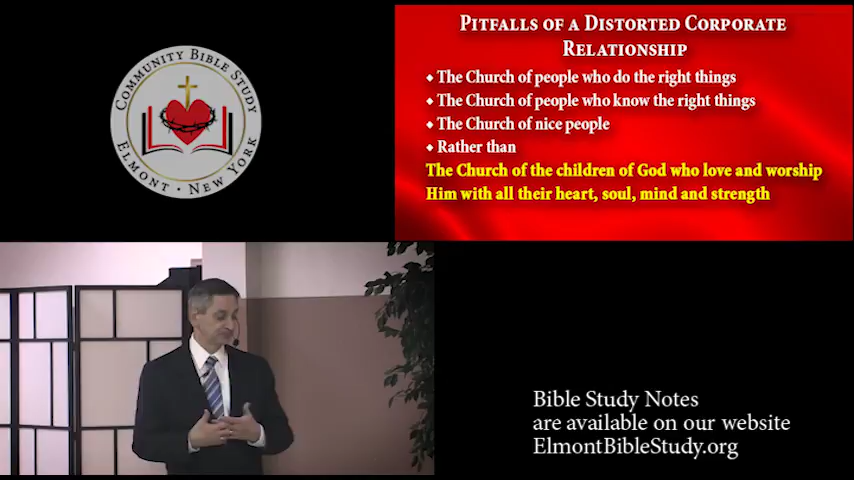 COMMUNITY BIBLE STUDY
ELMONT • NEW YORK
PITFALLS OF A DISTORTED CORPORATE
RELATIONSHIP
♦ The Church of people who do the right things
♦ The Church of people who know the right things
♦ The Church of nice people
♦ Rather than
The Church of the children of God who love and worship
Him with all their heart, soul, mind and strength
Bible Study Notes
are available on our website
ElmontBibleStudy.org